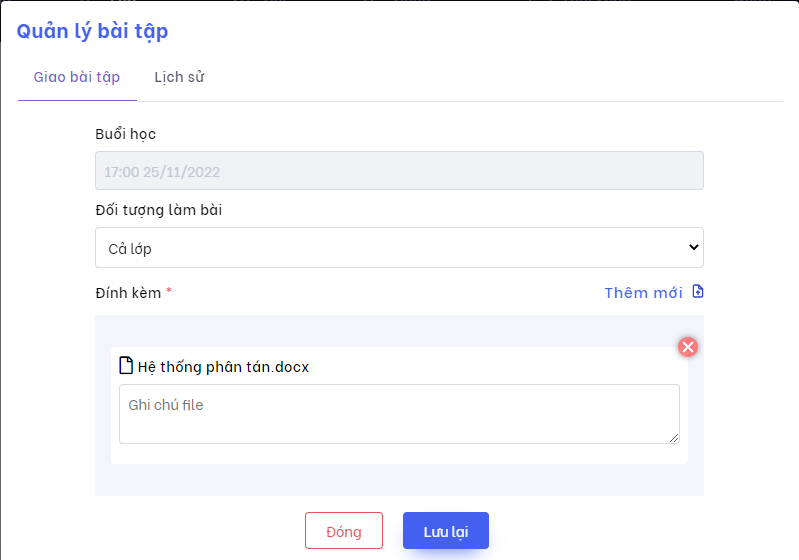 Quản lý bài tập
Giao bài tập Lịch sử
Buổi học
17:00 25/11/2022
Đối tượng làm bài
Cả lớp
Đính kèm * Thêm mới
Hệ thống phân tán.docx
Ghi chú file
Đóng Lưu lại